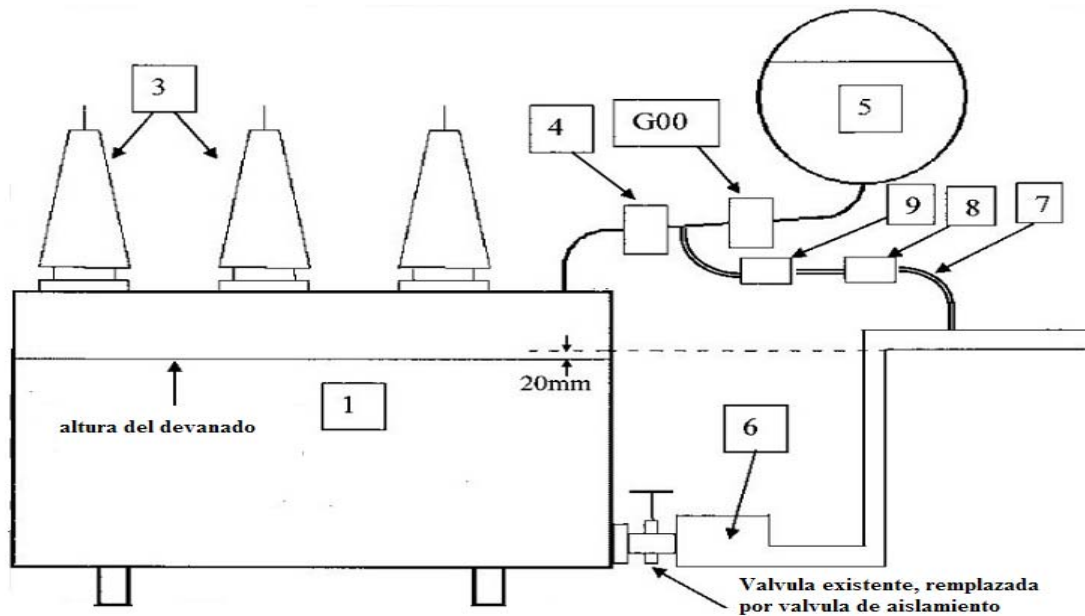 3
4
G00
5
9
8
7
20mm
altura del devanado
1
6
Valvula existente, remplazada
por valvula de aislamiento